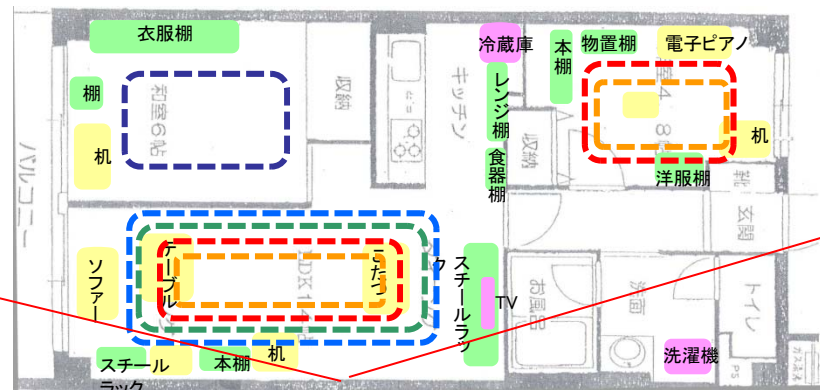 衣服棚
冷蔵庫
本棚
物置棚
電子ピアノ
収納
キッチン
レンジ棚
棚
和室6帖
机
収納
机
食器棚
洋服棚
靴
玄関
バルコニー
ソファー
テーブル
こたつ
スチールラック
TV
お風呂
洗面
トイレ
洗濯機
PS
机
本棚
スチール
ラック